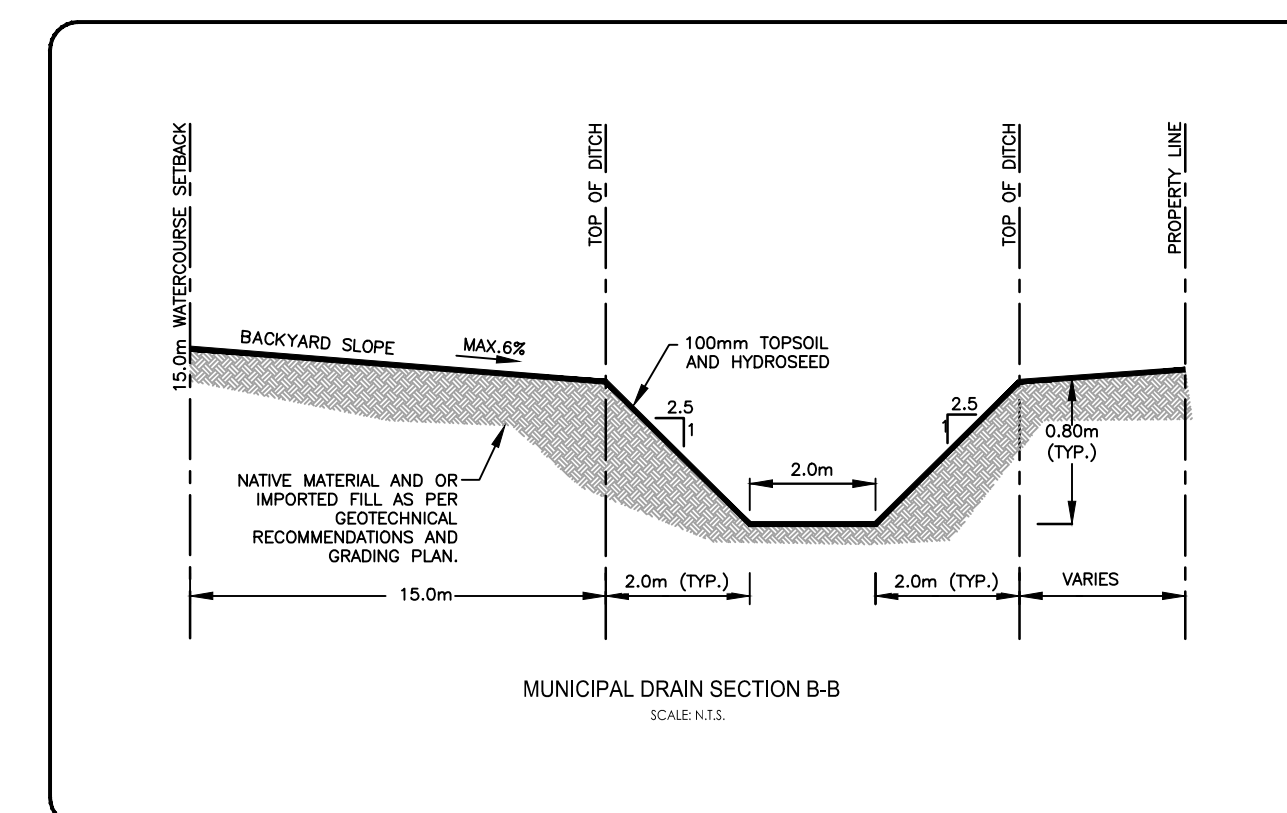 15.0m WATERCOURSE SETBACK
TOP OF DITCH
TOP OF DITCH
PROPERTY LINE
BACKYARD SLOPE
MAX.6%
100mm TOPSOIL
AND HYDROSEED
2.5
1
2.5
1
0.80m
(TYP.)
2.0m
NATIVE MATERIAL AND OR
IMPORTED FILL AS PER
GEOTECHNICAL
RECOMMENDATIONS AND
GRADING PLAN.
15.0m
2.0m (TYP.)
2.0m (TYP.)
VARIES
MUNICIPAL DRAIN SECTION B-B
SCALE: N.T.S.